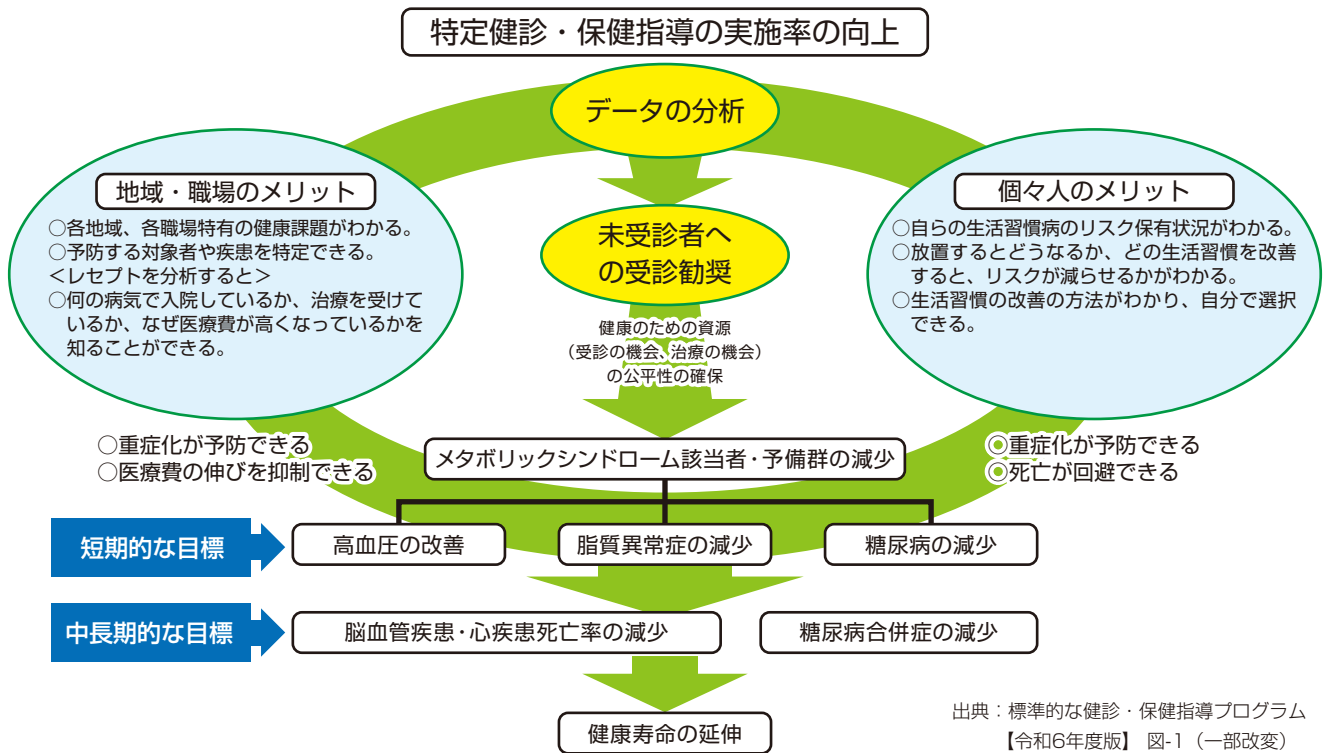 特定健診・保健指導の実施率の向上
データの分析
地域・職場のメリット
○各地域、各職場特有の健康課題がわかる。
○予防する対象者や疾患を特定できる。
<レセプトを分析すると>
○何の病気で入院しているか、治療を受けて
いるか、なぜ医療費が高くなっているかを
知ることができる。
未受診者へ
の受診勧奨
個々人のメリット
○自らの生活習慣病のリスク保有状況がわかる。
○放置するとどうなるか、どの生活習慣を改善
すると、リスクが減らせるかがわかる。
○生活習慣の改善の方法がわかり、自分で選択
できる。
健康のための資源
（受診の機会、治療の機会）
の公平性の確保
○重症化が予防できる
○医療費の伸びを抑制できる
メタボリックシンドローム該当者・予備群の減少
◎重症化が予防できる
◎死亡が回避できる
短期的な目標
高血圧の改善
脂質異常症の減少
糖尿病の減少
中長期的な目標
脳血管疾患・心疾患死亡率の減少
糖尿病合併症の減少
健康寿命の延伸
出典：標準的な健診・保健指導プログラム
【令和6年度版】 図-1（一部改変）